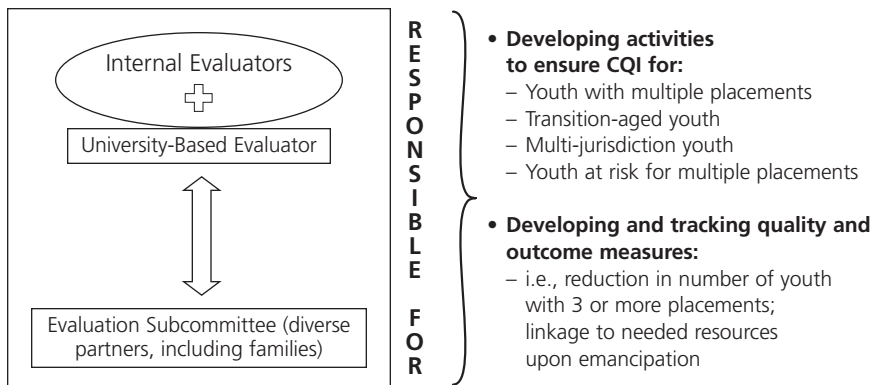 Internal Evaluators
University-Based Evaluator
Evaluation Subcommittee (diverse
partners, including families)
RESPONSIBLE FOR
• Developing activities
to ensure CQI for:
– Youth with multiple placements
– Transition-aged youth
– Multi-jurisdiction youth
– Youth at risk for multiple placements
• Developing and tracking quality and
outcome measures:
– i.e., reduction in number of youth
with 3 or more placements;
linkage to needed resources
upon emancipation